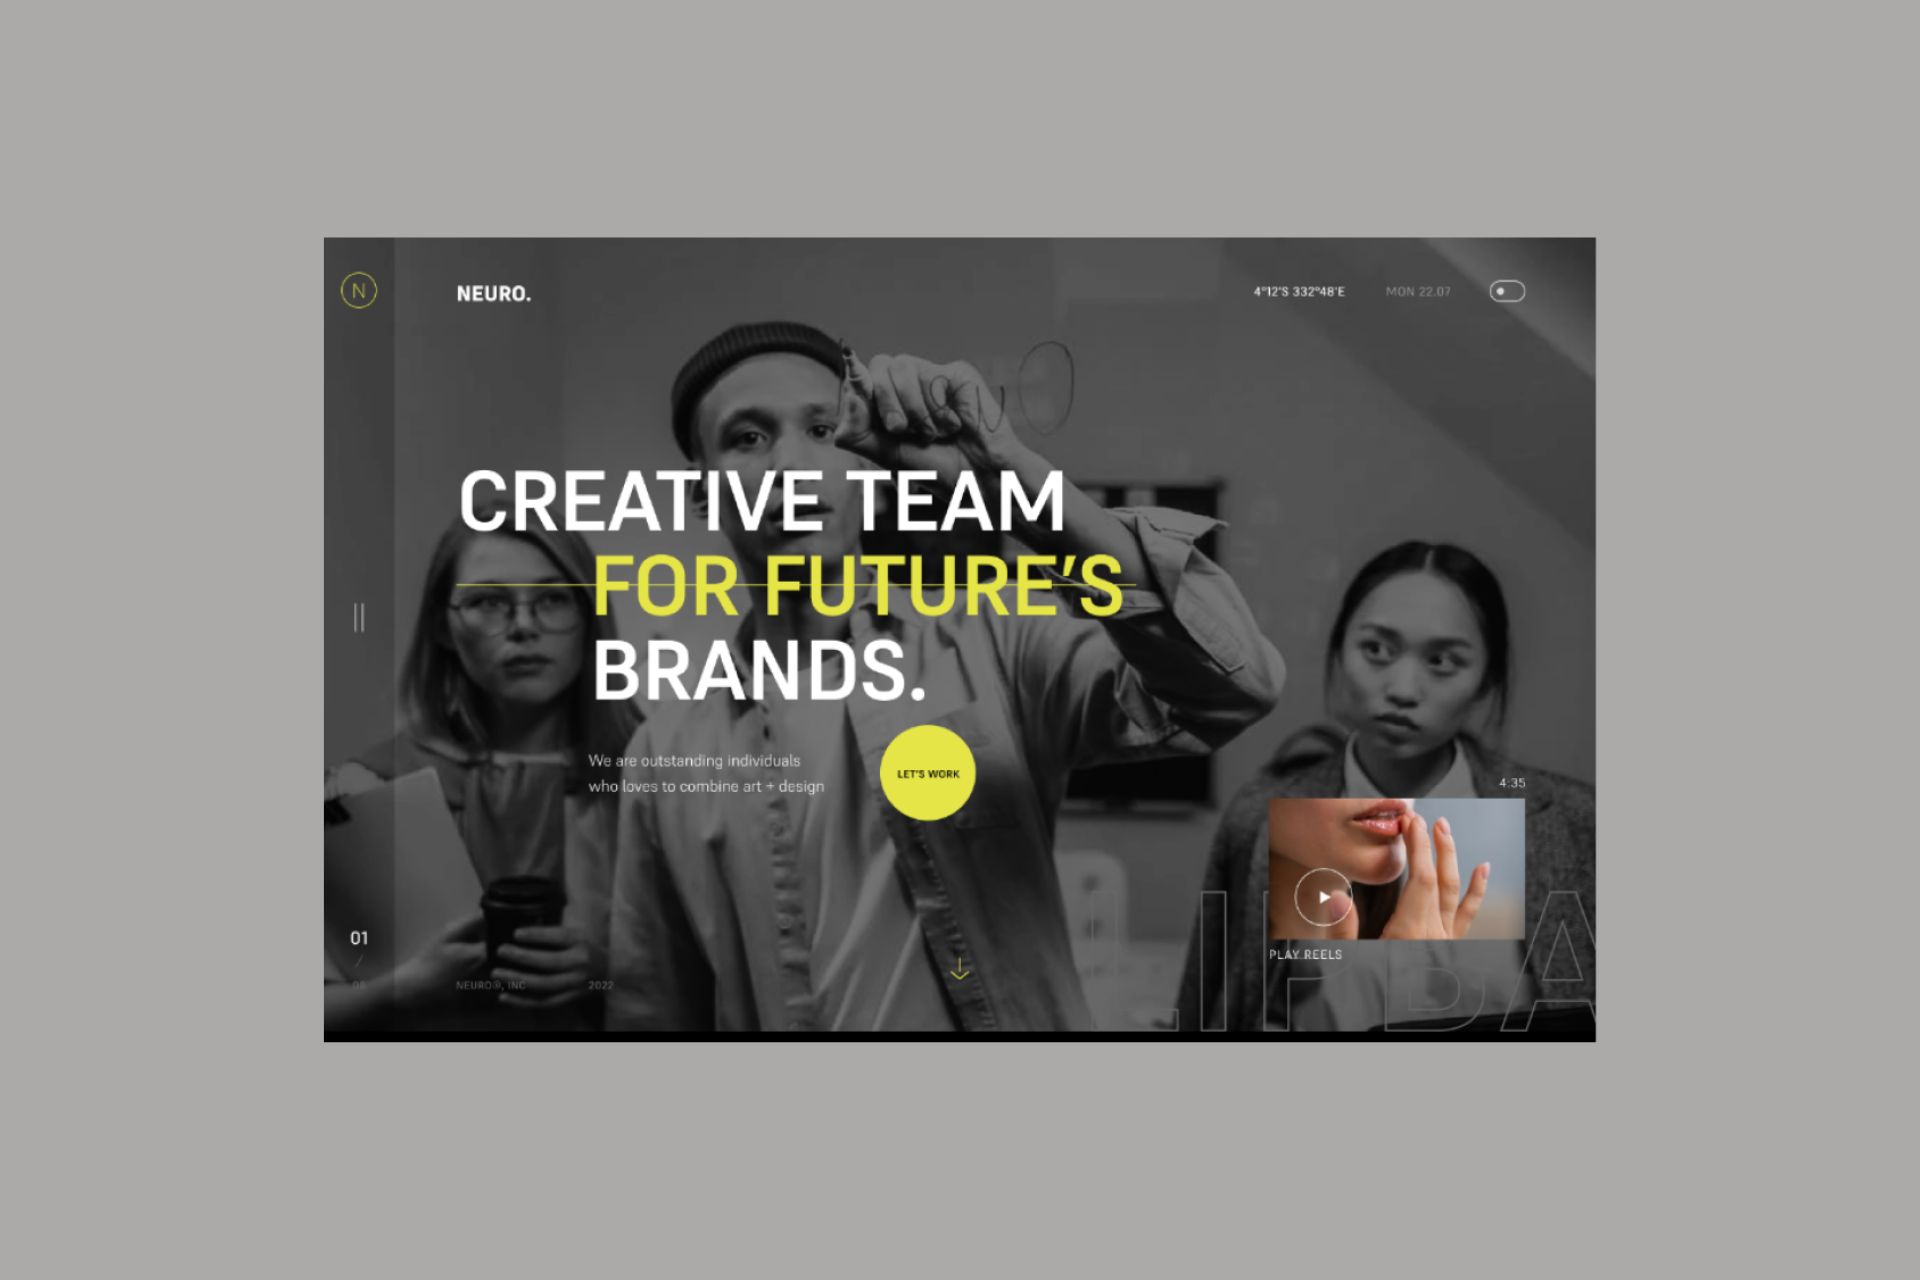 N
NEURO.
4°12'S 332°48'E
MON 22.07
CREATIVE TEAM
FOR FUTURE'S
BRANDS.
We are outstanding individuals
who loves to combine art + design
LET'S WORK
4:35
PLAY REELS
LIPBA
01
/
08
NEURO®, INC
2022